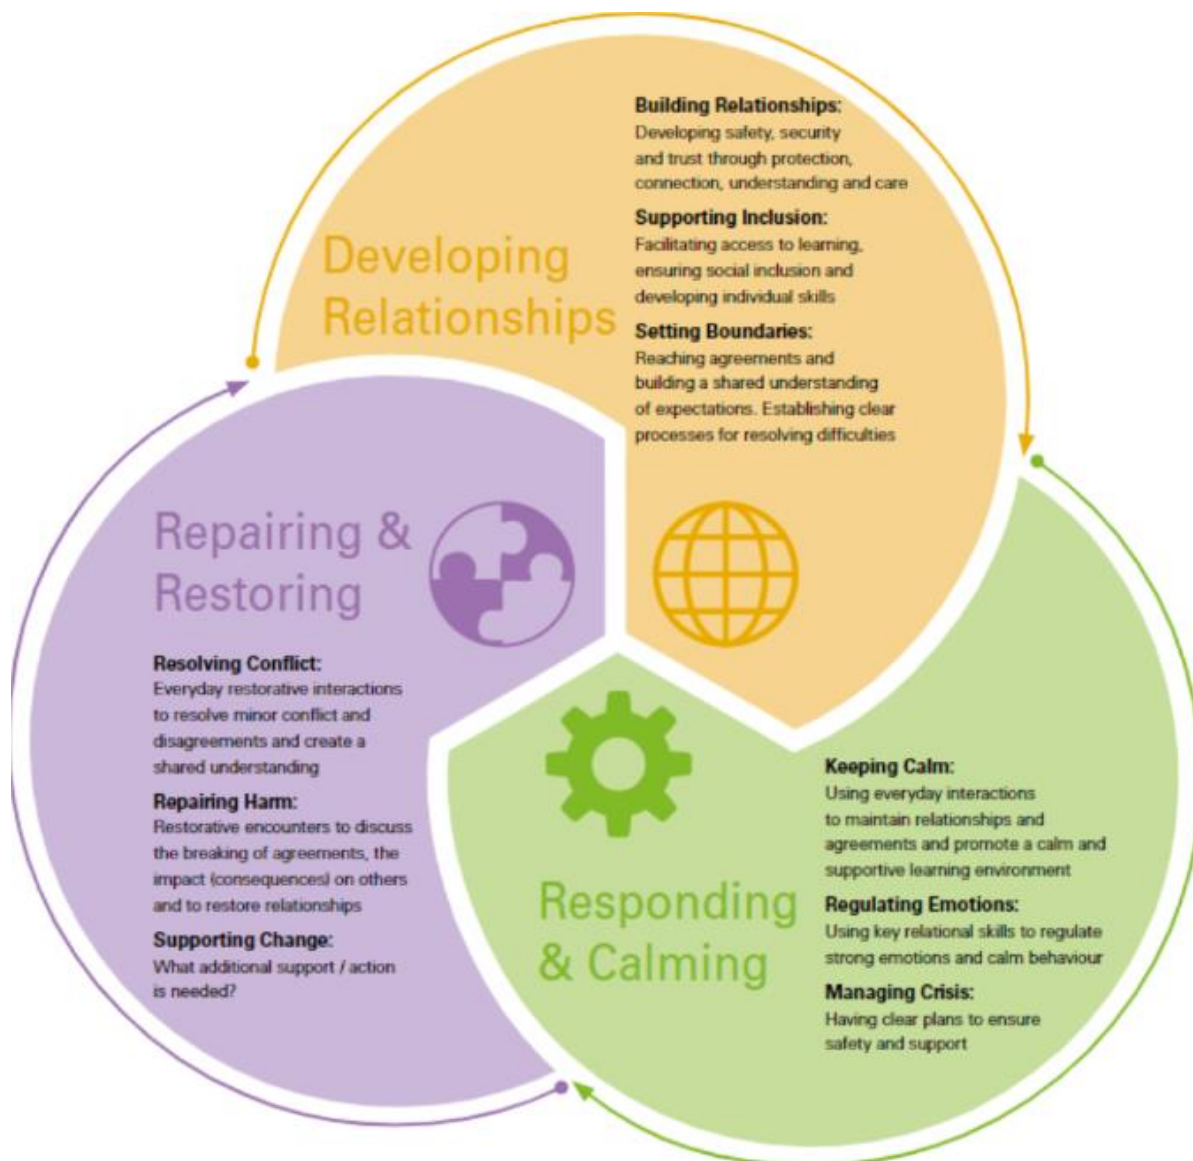 Developing
Relationships
Building Relationships:
Developing safety, security
and trust through protection,
connection, understanding and care
Supporting Inclusion:
Facilitating access to learning,
ensuring social inclusion and
developing individual skills
Setting Boundaries:
Reaching agreements and
building a shared understanding
of expectations. Establishing clear
processes for resolving difficulties
Repairing &
Restoring
Resolving Conflict:
Everyday restorative interactions
to resolve minor conflict and
disagreements and create a
shared understanding
Repairing Harm:
Restorative encounters to discuss
the breaking of agreements, the
impact (consequences) on others
and to restore relationships
Supporting Change:
What additional support / action
is needed?
Responding
& Calming
Keeping Calm:
Using everyday interactions
to maintain relationships and
agreements and promote a calm and
supportive learning environment
Regulating Emotions:
Using key relational skills to regulate
strong emotions and calm behaviour
Managing Crisis:
Having clear plans to ensure
safety and support